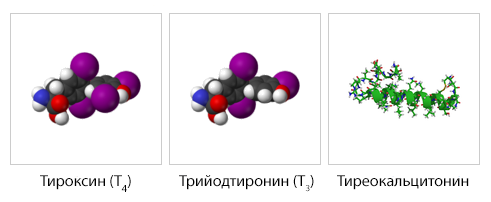 Тироксин (T₄)
Трийодтиронин (T₃)
Тиреокальцитонин